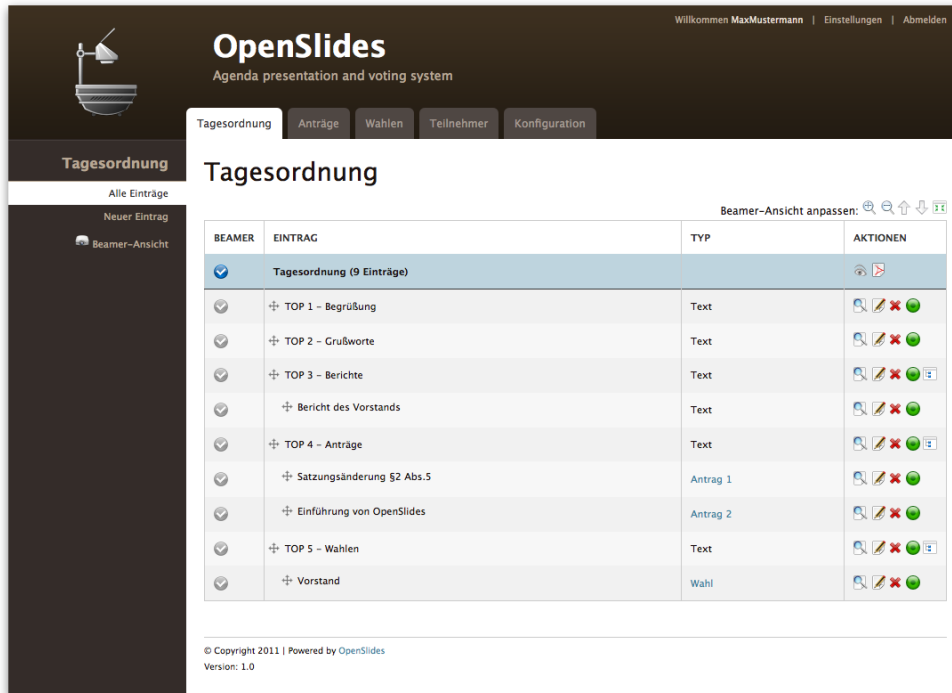 Willkommen MaxMustermann | Einstellungen | Abmelden
OpenSlides
Agenda presentation and voting system
Tagesordnung Anträge Wahlen Teilnehmer Konfiguration
Tagesordnung
Alle Einträge
Neuer Eintrag
Beamer-Ansicht
Tagesordnung
Beamer-Ansicht anpassen:
BEAMER EINTRAG TYP AKTIONEN
Tagesordnung (9 Einträge)
TOP 1 – Begrüßung Text
TOP 2 – Grußworte Text
TOP 3 – Berichte Text
Bericht des Vorstands Text
TOP 4 – Anträge Text
Satzungsänderung §2 Abs.5 Antrag 1
Einführung von OpenSlides Antrag 2
TOP 5 – Wahlen Text
Vorstand Wahl
© Copyright 2011 | Powered by OpenSlides
Version: 1.0